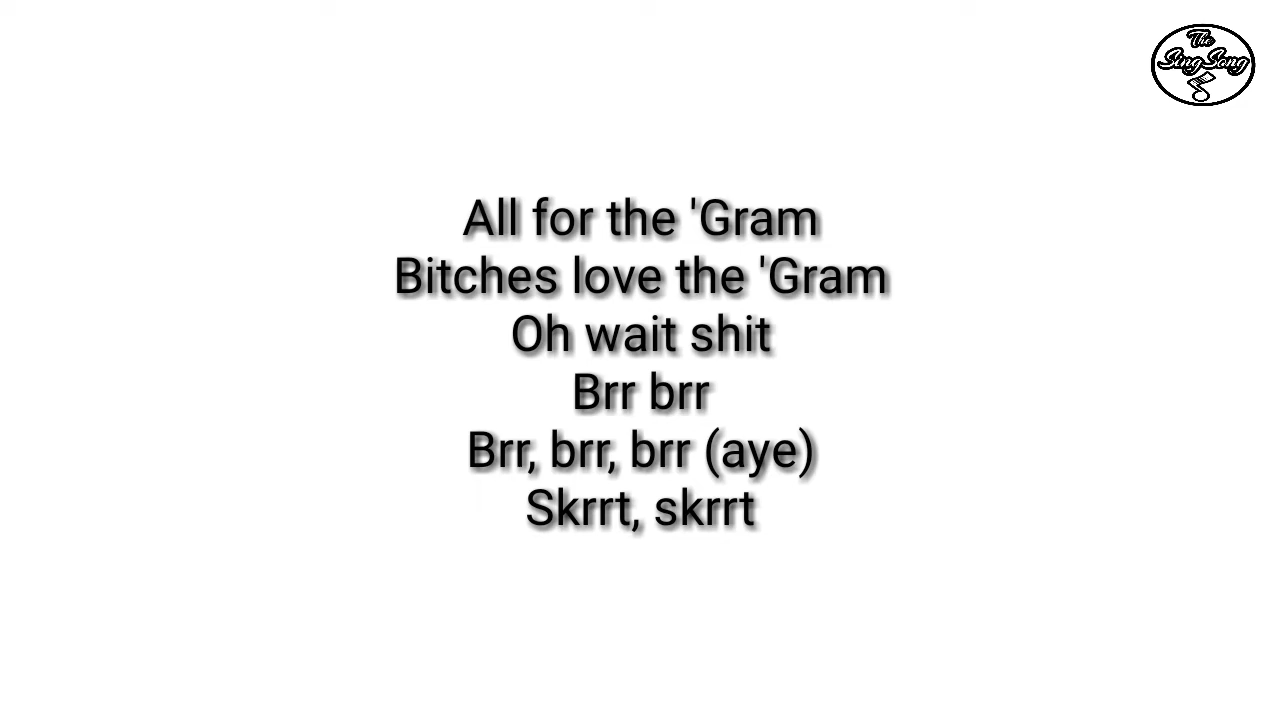 The
SingSong
All for the 'Gram
Bitches love the 'Gram
Oh wait shit
Brr brr
Brr, brr, brr (aye)
Skrrt, skrrt